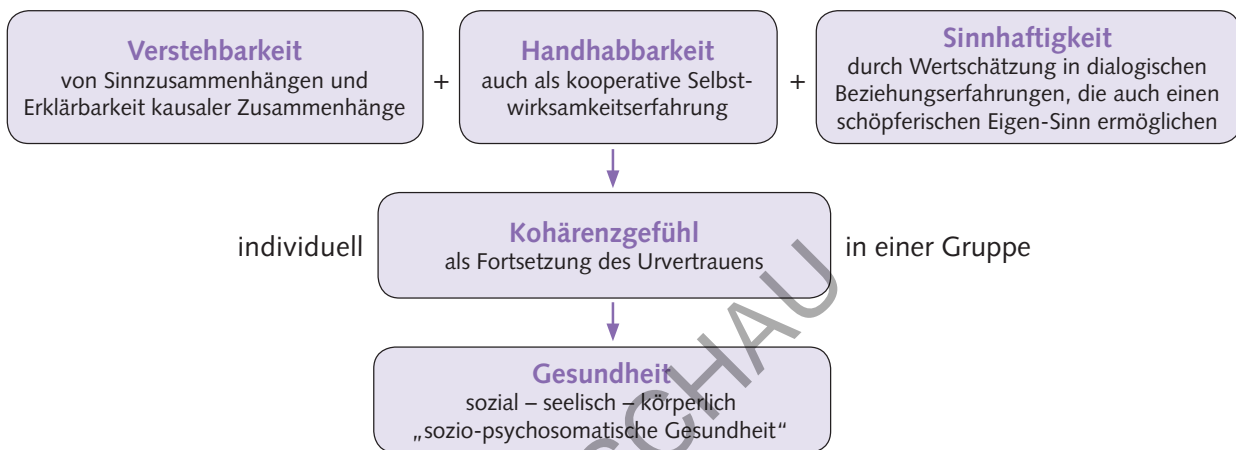 Verstehbarkeit
von Sinnzusammenhängen und
Erklärbarkeit kausaler Zusammenhänge
+
Handhabbarkeit
auch als kooperative Selbst-
wirksamkeitserfahrung
+
Sinnhaftigkeit
durch Wertschätzung in dialogischen
Beziehungserfahrungen, die auch einen
schöpferischen Eigen-Sinn ermöglichen
individuell
Kohärenzgefühl
als Fortsetzung des Urvertrauens
in einer Gruppe
Gesundheit
sozial – seelisch – körperlich
„sozio-psychosomatische Gesundheit“
SCHAU